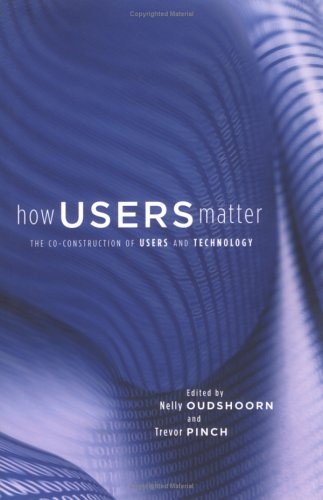 how USERS matter
THE CO-CONSTRUCTION OF USERS AND TECHNOLOGY
Edited by
Nelly OUDSHOORN
and
Trevor PINCH